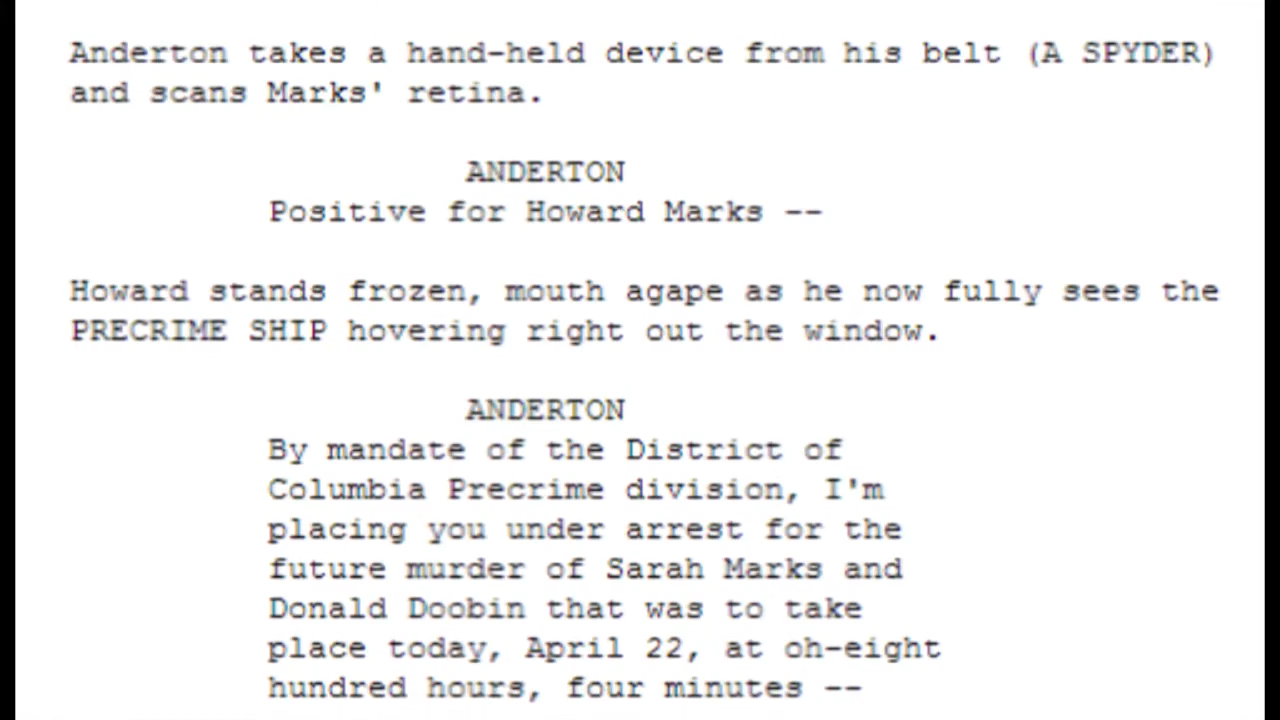 Anderton takes a hand-held device from his belt (A SPYDER)
and scans Marks' retina.
ANDERTON
Positive for Howard Marks --
Howard stands frozen, mouth agape as he now fully sees the
PRECRIME SHIP hovering right out the window.
ANDERTON
By mandate of the District of
Columbia Precrime division, I'm
placing you under arrest for the
future murder of Sarah Marks and
Donald Doobin that was to take
place today, April 22, at oh-eight
hundred hours, four minutes --